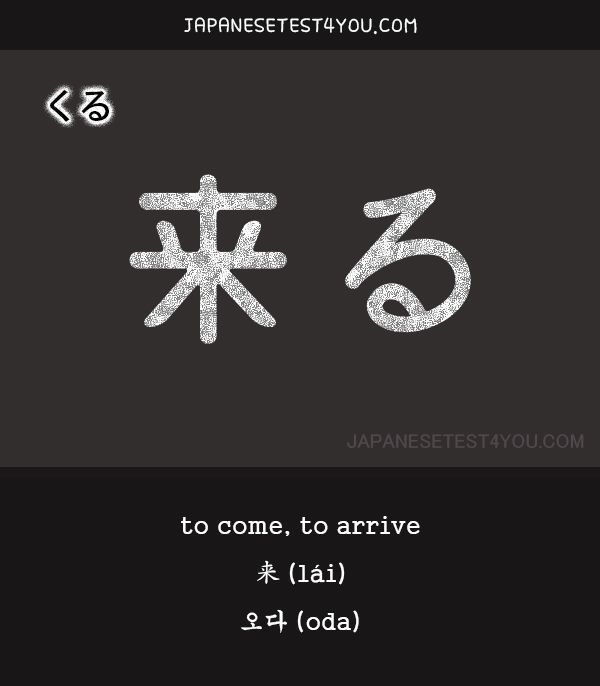 JAPANESETEST4YOU.COM
くる
来る
JAPANESETEST4YOU.COM
to come, to arrive
来 (lái)
오다 (oda)